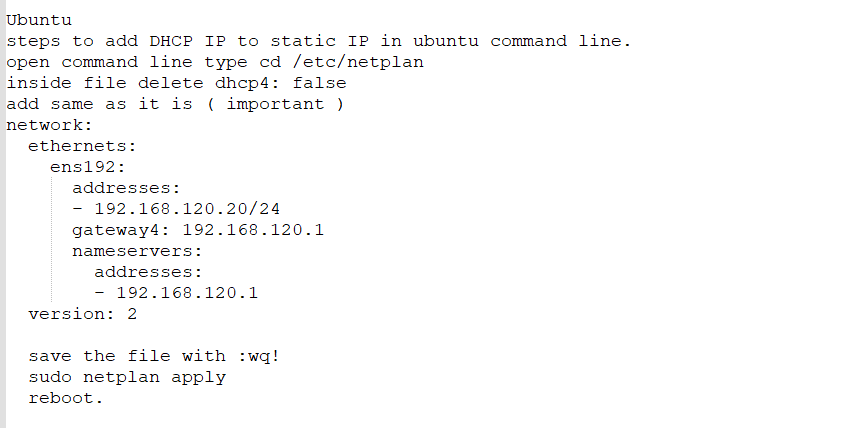 Ubuntu
steps to add DHCP IP to static IP in ubuntu command line.
open command line type cd /etc/netplan
inside file delete dhcp4: false
add same as it is ( important )
network:
  ethernets:
    ens192:
      addresses:
      - 192.168.120.20/24
      gateway4: 192.168.120.1
      nameservers:
        addresses:
        - 192.168.120.1
  version: 2

  save the file with :wq!
  sudo netplan apply
  reboot.